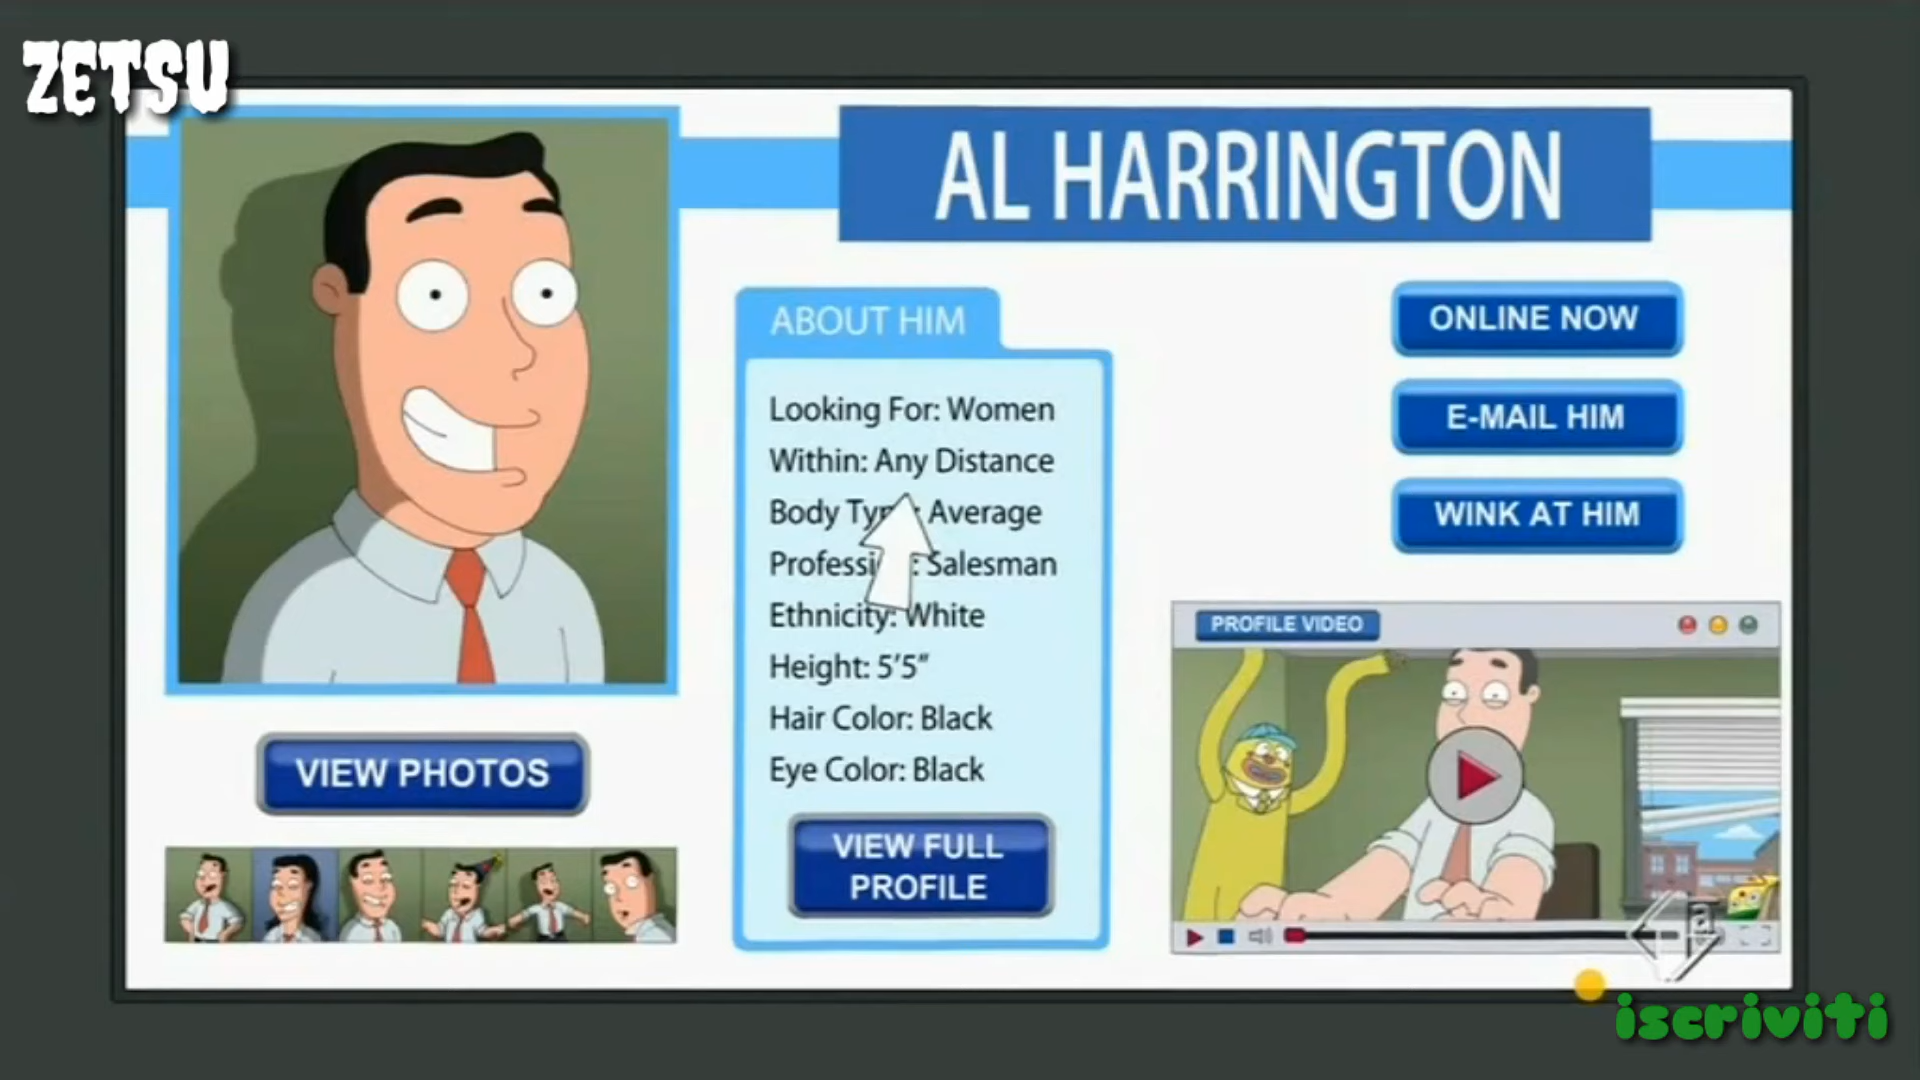 ZETSU
AL HARRINGTON
ABOUT HIM
Looking For: Women
Within: Any Distance
Body Average
Salesman
Ethnicity: White
Height: 5'5"
Hair Color: Black
Eye Color: Black
VIEW FULL
PROFILE
VIEW PHOTOS
ONLINE NOW
E-MAIL HIM
WINK AT HIM
PROFILE VIDEO
iscriviti